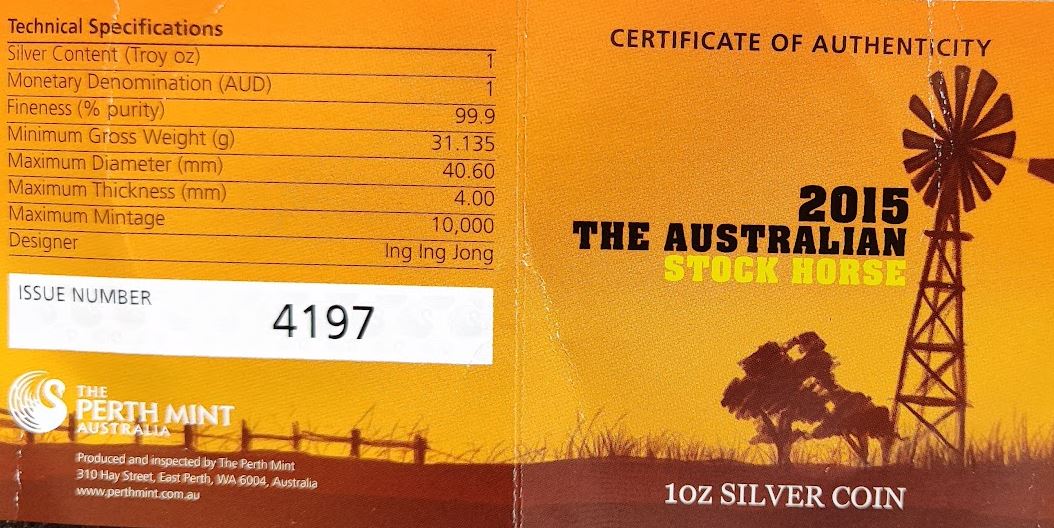 Technical Specifications
Silver Content (Troy oz) 1
Monetary Denomination (AUD) 1
Fineness (% purity) 99.9
Minimum Gross Weight (g) 31.135
Maximum Diameter (mm) 40.60
Maximum Thickness (mm) 4.00
Maximum Mintage 10,000
Designer Ing Ing Jong
ISSUE NUMBER 4197
THE
PERTH MINT
AUSTRALIA
Produced and inspected by The Perth Mint
310 Hay Street, East Perth, WA 6004, Australia
www.perthmint.com.au
CERTIFICATE OF AUTHENTICITY
2015
THE AUSTRALIAN
STOCK HORSE
1oz SILVER COIN